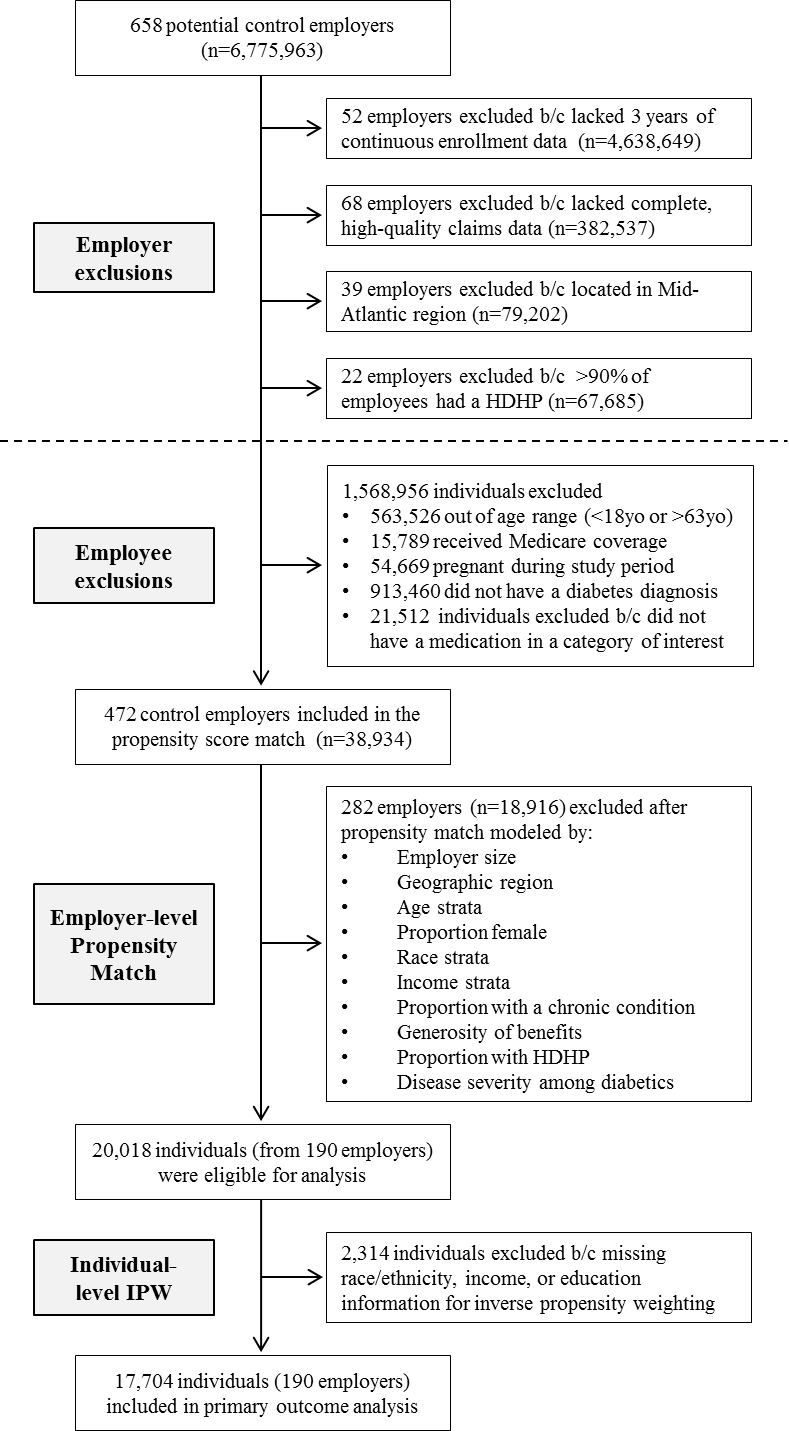 658 potential control employers
(n=6,775,963)
52 employers excluded b/c lacked 3 years of
continuous enrollment data (n=4,638,649)
68 employers excluded b/c lacked complete,
high-quality claims data (n=382,537)
Employer
exclusions
39 employers excluded b/c located in Mid-
Atlantic region (n=79,202)
22 employers excluded b/c >90% of
employees had a HDHP (n=67,685)
Employee
exclusions
1,568,956 individuals excluded
• 563,526 out of age range (<18yo or >63yo)
• 15,789 received Medicare coverage
• 54,669 pregnant during study period
• 913,460 did not have a diabetes diagnosis
• 21,512 individuals excluded b/c did not
have a medication in a category of interest
472 control employers included in the
propensity score match (n=38,934)
Employer-level
Propensity
Match
282 employers (n=18,916) excluded after
propensity match modeled by:
• Employer size
• Geographic region
• Age strata
• Proportion female
• Race strata
• Income strata
• Proportion with a chronic condition
• Generosity of benefits
• Proportion with HDHP
• Disease severity among diabetics
20,018 individuals (from 190 employers)
were eligible for analysis
Individual-
level IPW
2,314 individuals excluded b/c missing
race/ethnicity, income, or education
information for inverse propensity weighting
17,704 individuals (190 employers)
included in primary outcome analysis